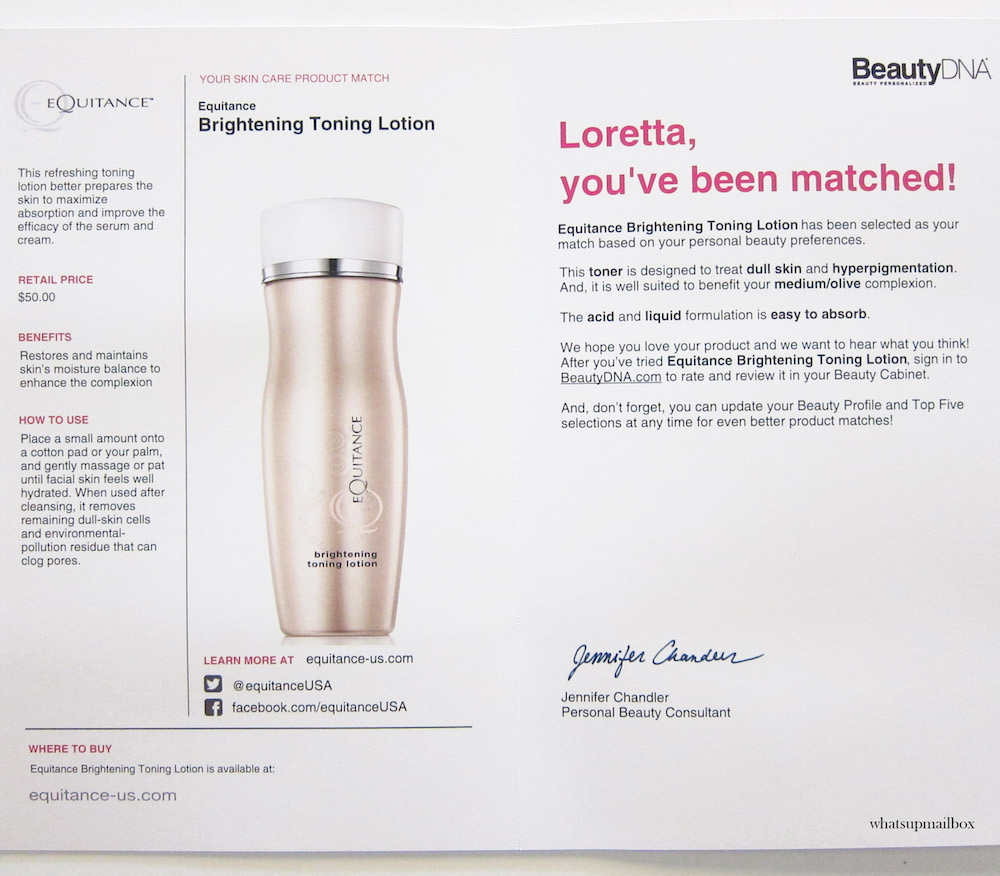 EQUITANCE™
This refreshing toning
lotion better prepares the
skin to maximize
absorption and improve the
efficacy of the serum and
cream.
RETAIL PRICE
$50.00
BENEFITS
Restores and maintains
skin's moisture balance to
enhance the complexion
HOW TO USE
Place a small amount onto
a cotton pad or your palm,
and gently massage or pat
until facial skin feels well
hydrated. When used after
cleansing, it removes
remaining dull-skin cells
and environmental-
pollution residue that can
clog pores.
YOUR SKIN CARE PRODUCT MATCH
Equitance
Brightening Toning Lotion
EQUITANCE
brightening
toning lotion
LEARN MORE AT equitance-us.com
@equitanceUSA
facebook.com/equitanceUSA
WHERE TO BUY
Equitance Brightening Toning Lotion is available at:
equitance-us.com
BeautyDNA
BEAUTY PERSONALIZED
Loretta,
you've been matched!
Equitance Brightening Toning Lotion has been selected as your
match based on your personal beauty preferences.
This toner is designed to treat dull skin and hyperpigmentation.
And, it is well suited to benefit your medium/olive complexion.
The acid and liquid formulation is easy to absorb.
We hope you love your product and we want to hear what you think!
After you've tried Equitance Brightening Toning Lotion, sign in to
BeautyDNA.com to rate and review it in your Beauty Cabinet.
And, don't forget, you can update your Beauty Profile and Top Five
selections at any time for even better product matches!
Jennifer Chandler
Jennifer Chandler
Personal Beauty Consultant
whatsupmailbox